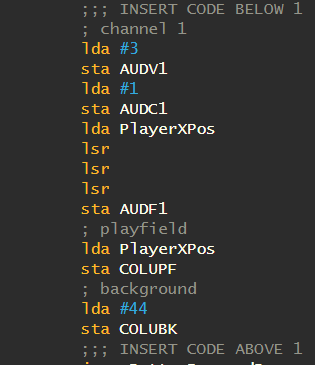 ;;; INSERT CODE BELOW 1
; channel 1
lda #3
sta AUDV1
lda #1
sta AUDC1
lda PlayerXPos
lsr
lsr
lsr
sta AUDF1
; playfield
lda PlayerXPos
sta COLUPF
; background
lda #44
sta COLUBK
;;; INSERT CODE ABOVE 1